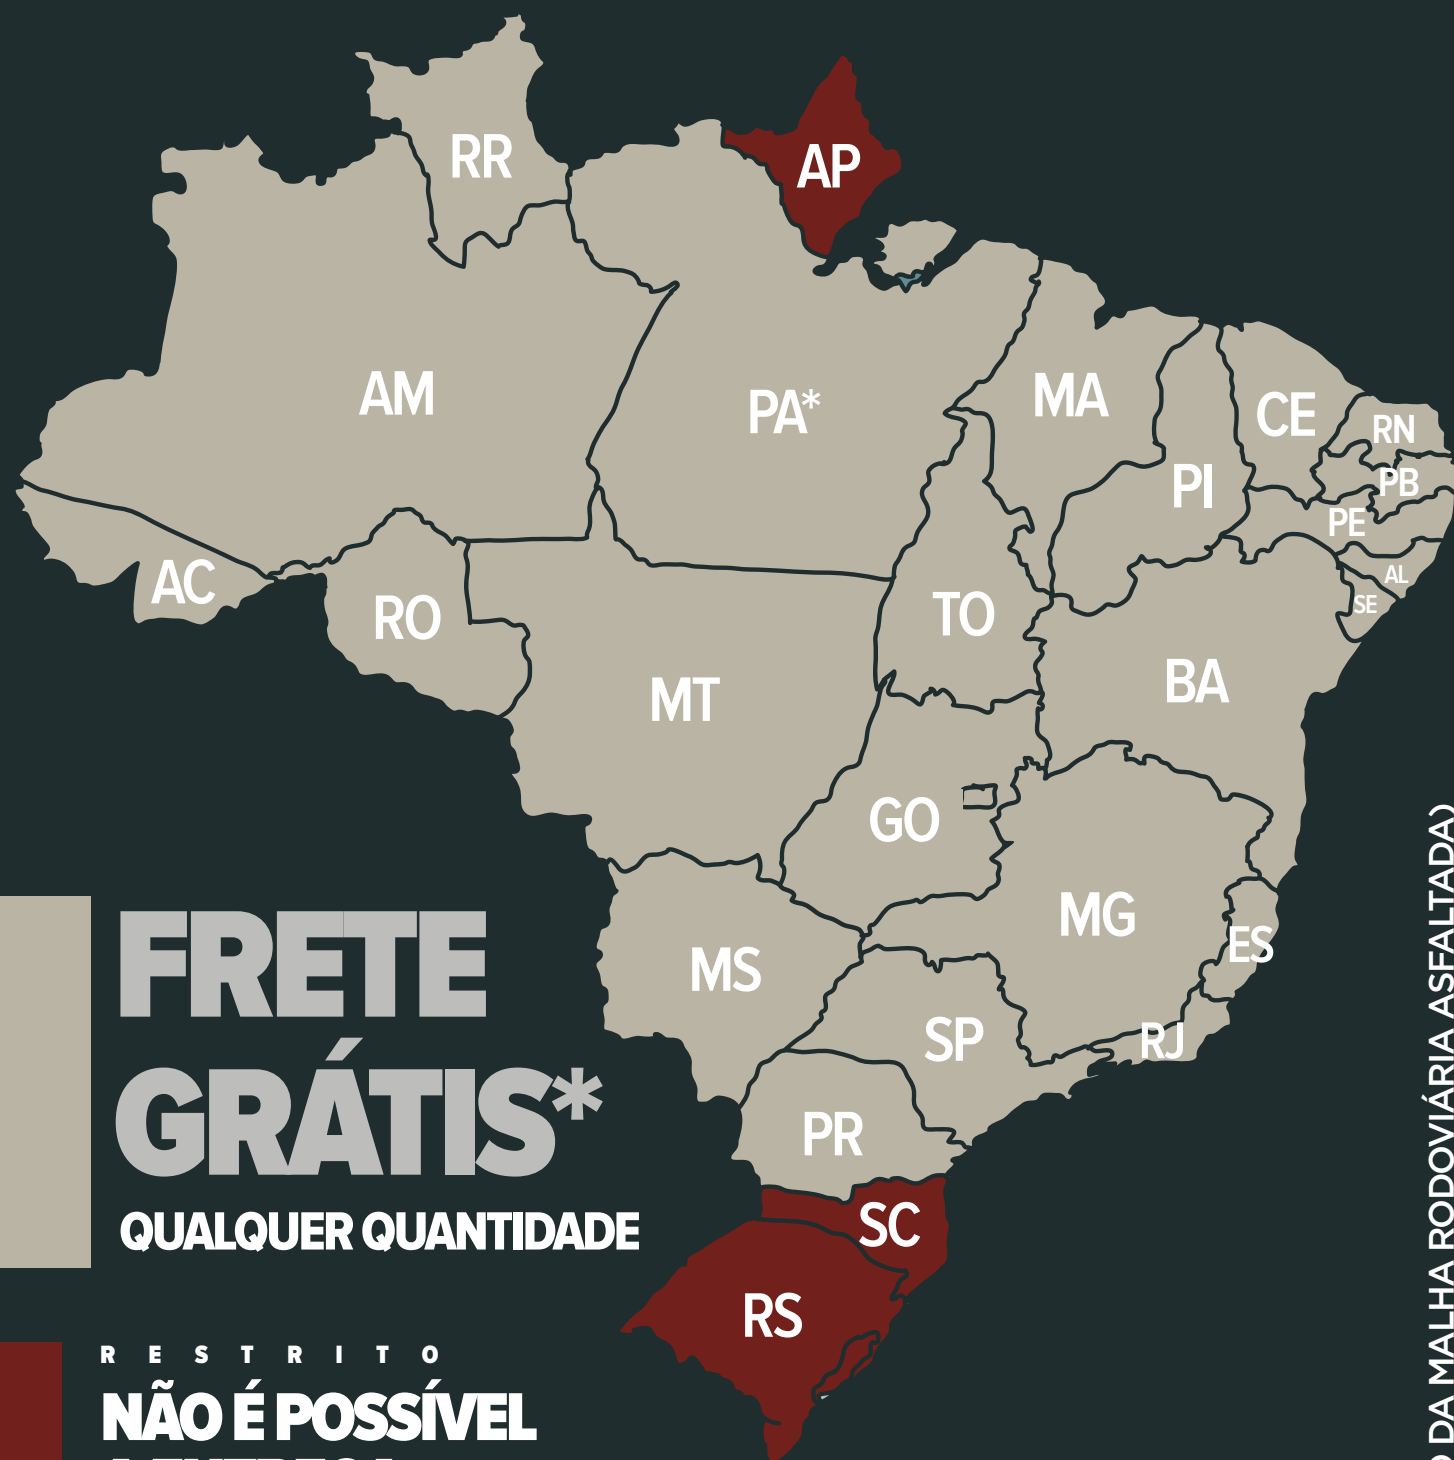 RR
AP
AM
PA*
MA
CE
RN
PI
PB
PE
AC
AL
RO
TO
SE
MT
BA
GO
MG
ES
MS
SP
RJ
PR
SC
RS
FRETE
GRÁTIS*
QUALQUER QUANTIDADE
RESTRITO
NÃO É POSSÍVEL
DA MALHA RODOVIÁRIA ASFALTADA)